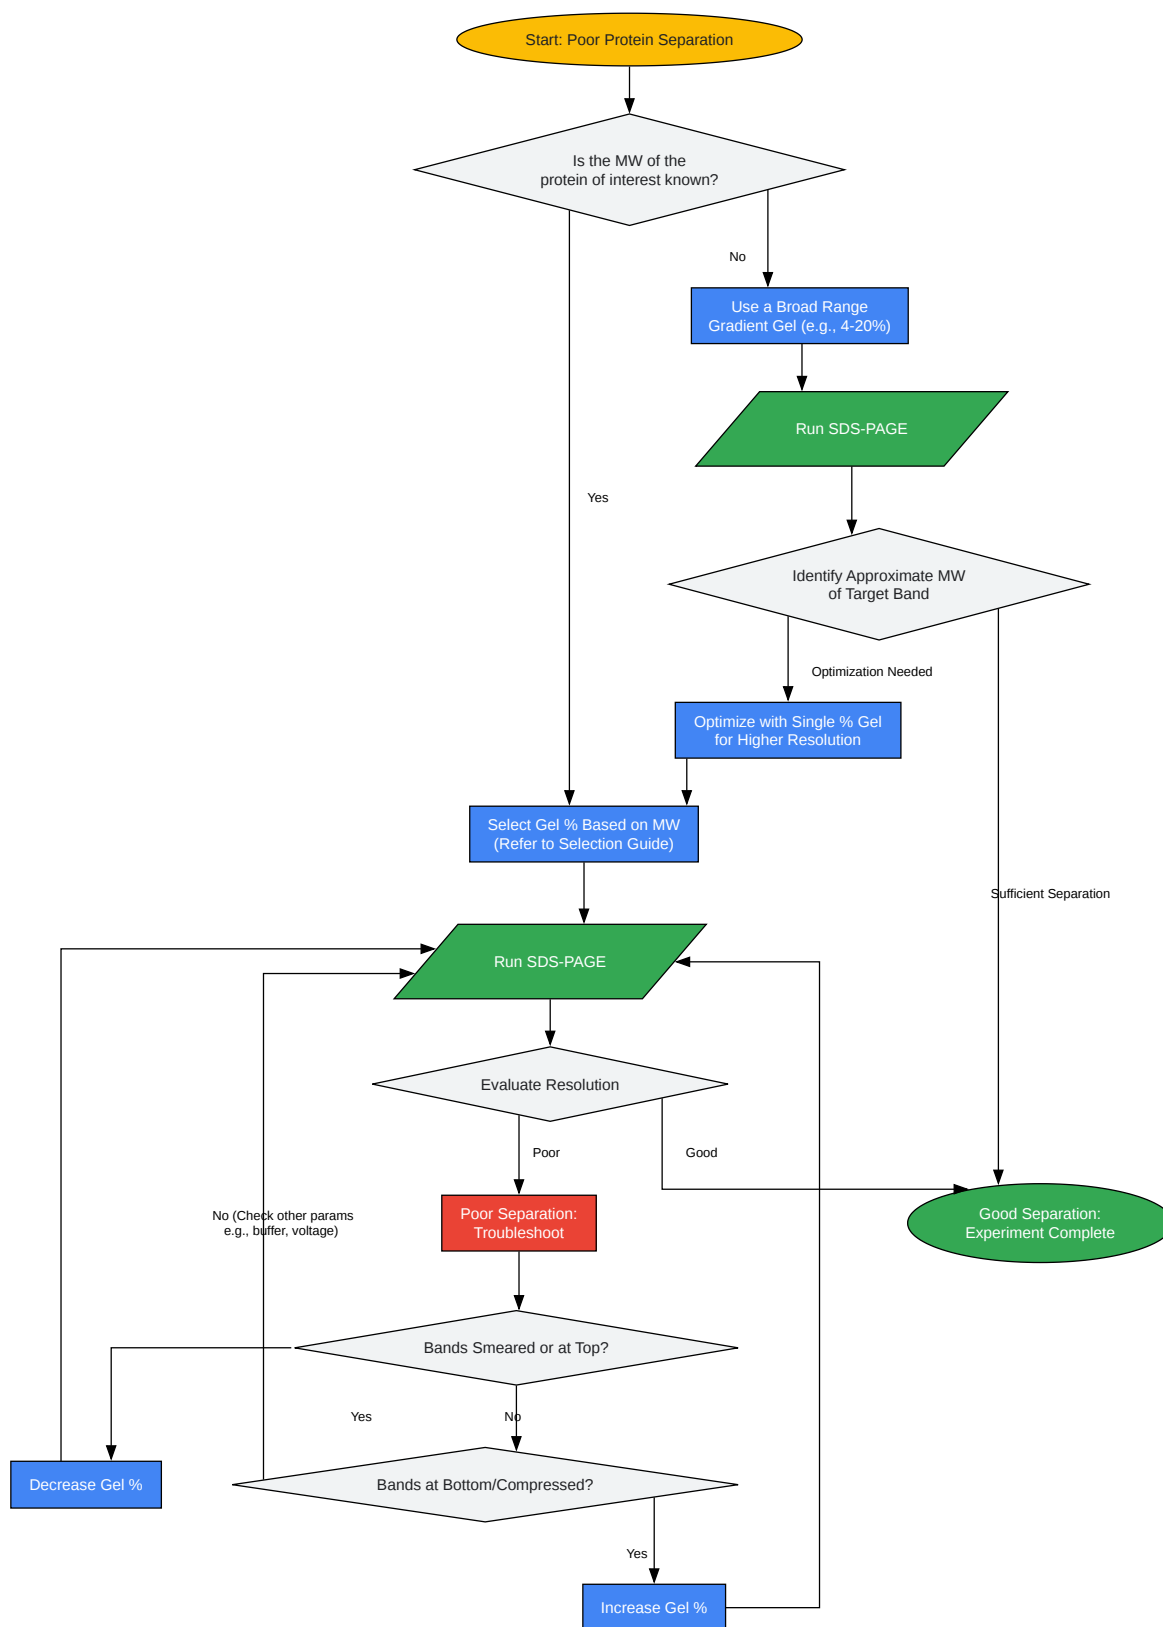 Start: Poor Protein Separation
Is the MW of the
protein of interest known?
No
Use a Broad Range
Gradient Gel (e.g., 4-20%)
Run SDS-PAGE
Yes
Identify Approximate MW
of Target Band
Optimization Needed
Optimize with Single % Gel
for Higher Resolution
Select Gel % Based on MW
(Refer to Selection Guide)
Sufficient Separation
Run SDS-PAGE
Evaluate Resolution
Poor
Good
No (Check other params
e.g., buffer, voltage)
Poor Separation:
Troubleshoot
Good Separation:
Experiment Complete
Bands Smeared or at Top?
Yes
No
Decrease Gel %
Bands at Bottom/Compressed?
Yes
Increase Gel %